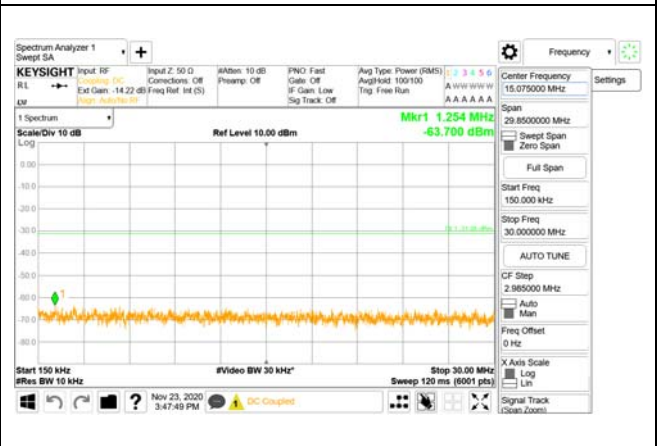 Spectrum Analyzer 1
Swept SA
+
Frequency
KEYSIGHT
RL
Input: RF
Coupling: DC
Ext Gain: -14.22 dB
Align: Auto/No RF
Input Z: 50 Ω
Corrections: Off
Freq Ref: Int (S)
#Atten: 10 dB
Preamp: Off
PNO: Fast
Gate: Off
IF Gain: Low
Sig Track: Off
Avg Type: Power (RMS)
Avg|Hold: 100/100
Trig: Free Run
1 2 3 4 5 6
A W W W W W
A A A A A A
Center Frequency
15.075000 MHz
Settings
Span
29.8500000 MHz
Swept Span
Zero Span
Full Span
Start Freq
150.000 kHz
Stop Freq
30.000000 MHz
AUTO TUNE
CF Step
2.985000 MHz
Auto
Man
Freq Offset
0 Hz
X Axis Scale
Log
Lin
Signal Track
(Span Zoom)
1 Spectrum
Scale/Div 10 dB
Ref Level 10.00 dBm
Mkr1 1.254 MHz
-63.700 dBm
Log
0.00
-10.0
-20.0
-30.0
-40.0
-50.0
-60.0
-70.0
-80.0
1
Start 150 kHz
#Video BW 30 kHz*
Stop 30.00 MHz
#Res BW 10 kHz
Sweep 120 ms (6001 pts)
?
Nov 23, 2020
3:47:49 PM
DC Coupled